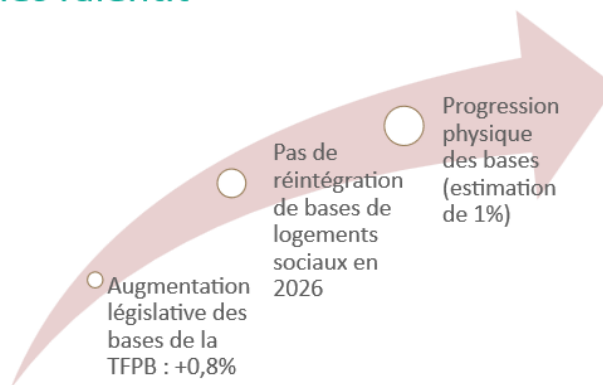 Augmentation
législative des
bases de la
TFPB : +0,8%
Pas de
réintégration
de bases de
logements
sociaux en
2026
Progression
physique
des bases
(estimation
de 1%)